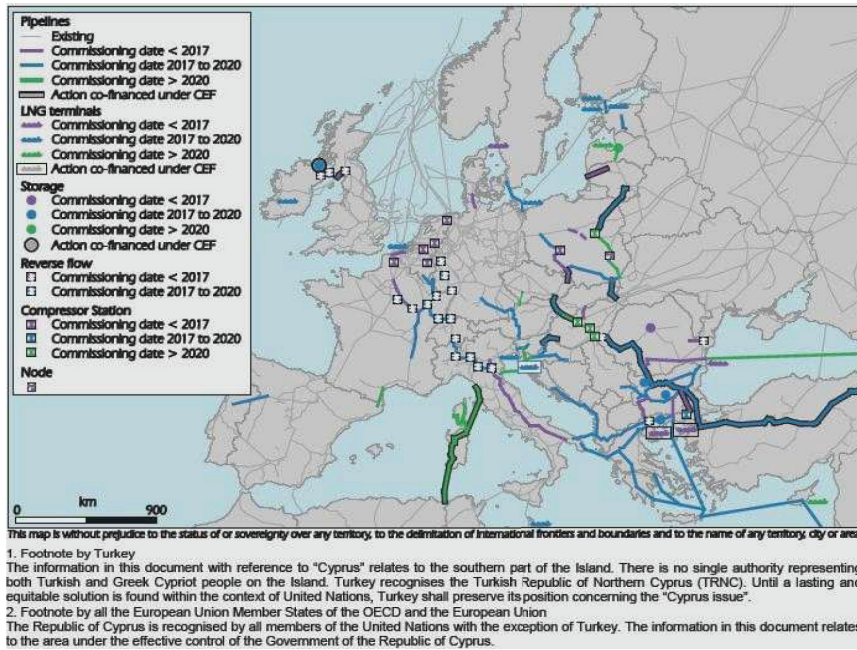 Pipelines
Existing
Commissioning date < 2017
Commissioning date 2017 to 2020
Commissioning date > 2020
Action co-financed under CEF
LNG terminals
Commissioning date < 2017
Commissioning date 2017 to 2020
Commissioning date > 2020
Action co-financed under CEF
Storage
Commissioning date < 2017
Commissioning date 2017 to 2020
Commissioning date > 2020
Action co-financed under CEF
Reverse flow
Commissioning date < 2017
Commissioning date 2017 to 2020
Compressor Station
Commissioning date < 2017
Commissioning date 2017 to 2020
Commissioning date > 2020
Node
km
0 900
This map is without prejudice to the status of or sovereignty over any territory, to the delimitation of international frontiers and boundaries and to the name of any territory, city or area
1. Footnote by Turkey
The information in this document with reference to "Cyprus" relates to the southern part of the Island. There is no single authority representing
both Turkish and Greek Cypriot people on the Island. Turkey recognises the Turkish Republic of Northern Cyprus (TRNC). Until a lasting and
equitable solution is found within the context of United Nations, Turkey shall preserve its position concerning the "Cyprus issue".
2. Footnote by all the European Union Member States of the OECD and the European Union
The Republic of Cyprus is recognised by all members of the United Nations with the exception of Turkey. The information in this document relates
to the area under the effective control of the Government of the Republic of Cyprus.